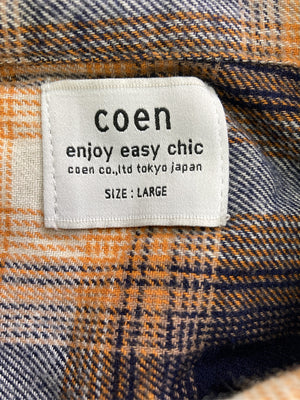 coen
enjoy easy chic
coen co.,ltd tokyo japan
SIZE : LARGE